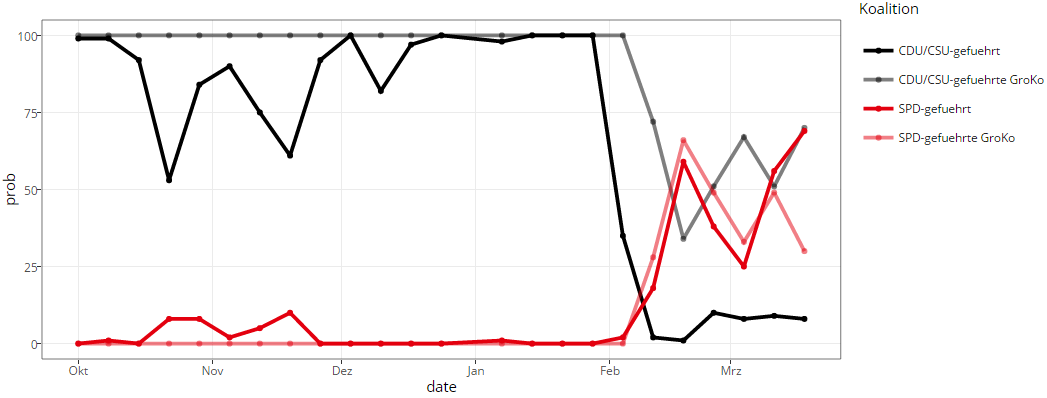 Koalition
CDU/CSU-gefuehrt
CDU/CSU-gefuehrte GroKo
SPD-gefuehrt
SPD-gefuehrte GroKo
prob
100
75
50
25
0
Okt Nov Dez Jan Feb Mrz
date